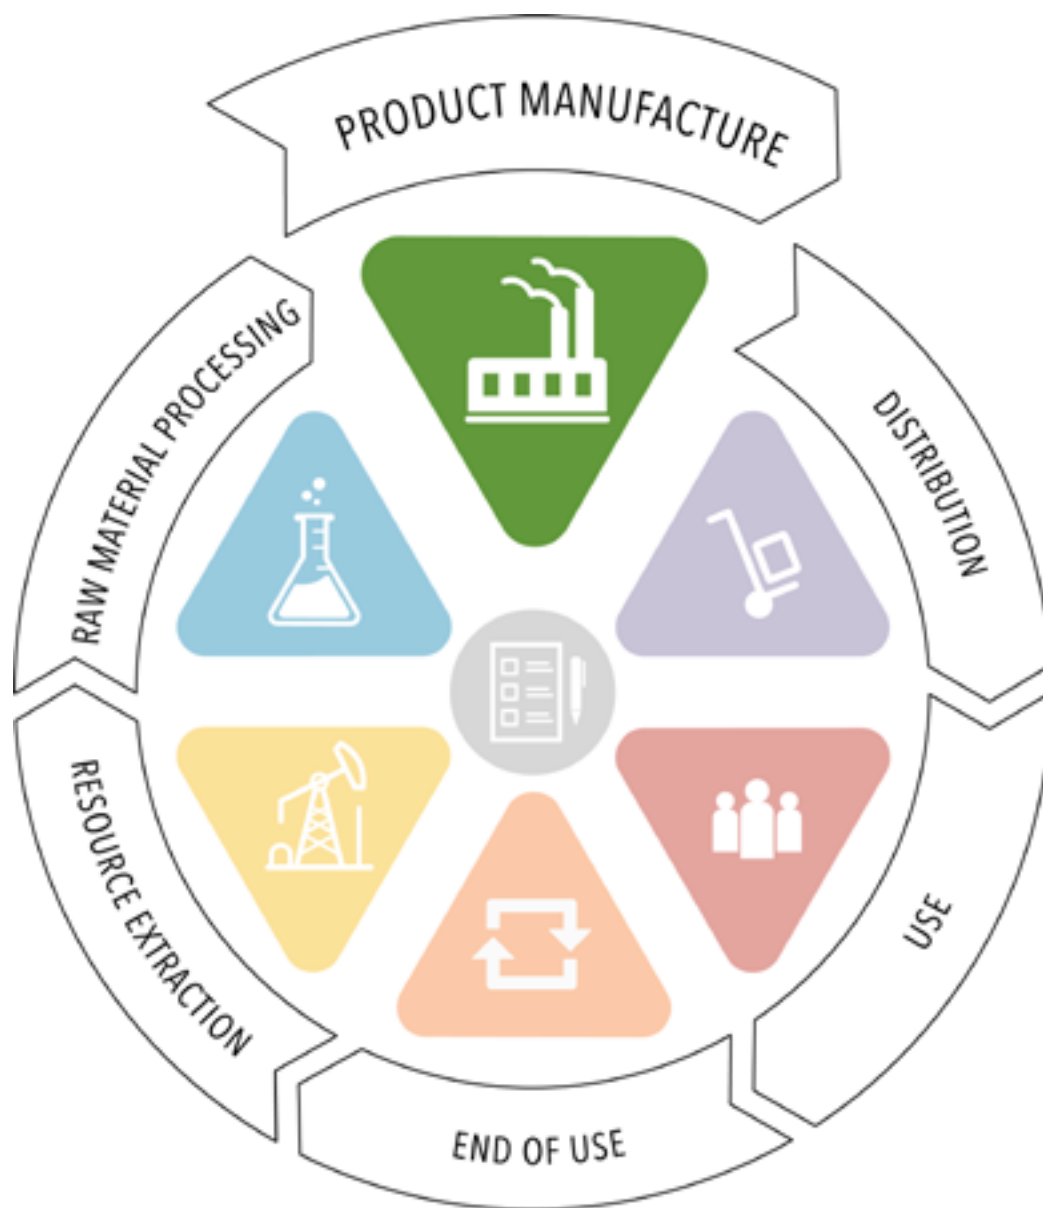 PRODUCT MANUFACTURE
DISTRIBUTION
USE
END OF USE
RESOURCE EXTRACTION
RAW MATERIAL PROCESSING